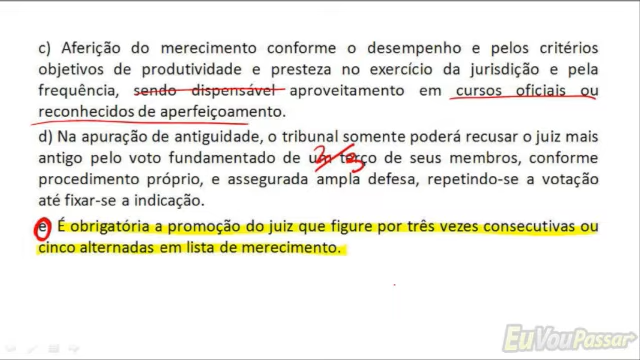 c) Aferição do merecimento conforme o desempenho e pelos critérios
objetivos de produtividade e presteza no exercício da jurisdição e pela
frequência, sendo dispensável aproveitamento em cursos oficiais ou
reconhecidos de aperfeiçoamento.
d) Na apuração de antiguidade, o tribunal somente poderá recusar o juiz mais
antigo pelo voto fundamentado de um terço de seus membros, conforme
2/3
procedimento próprio, e assegurada ampla defesa, repetindo-se a votação
até fixar-se a indicação.
e) É obrigatória a promoção do juiz que figure por três vezes consecutivas ou
cinco alternadas em lista de merecimento.
EuVouPassar